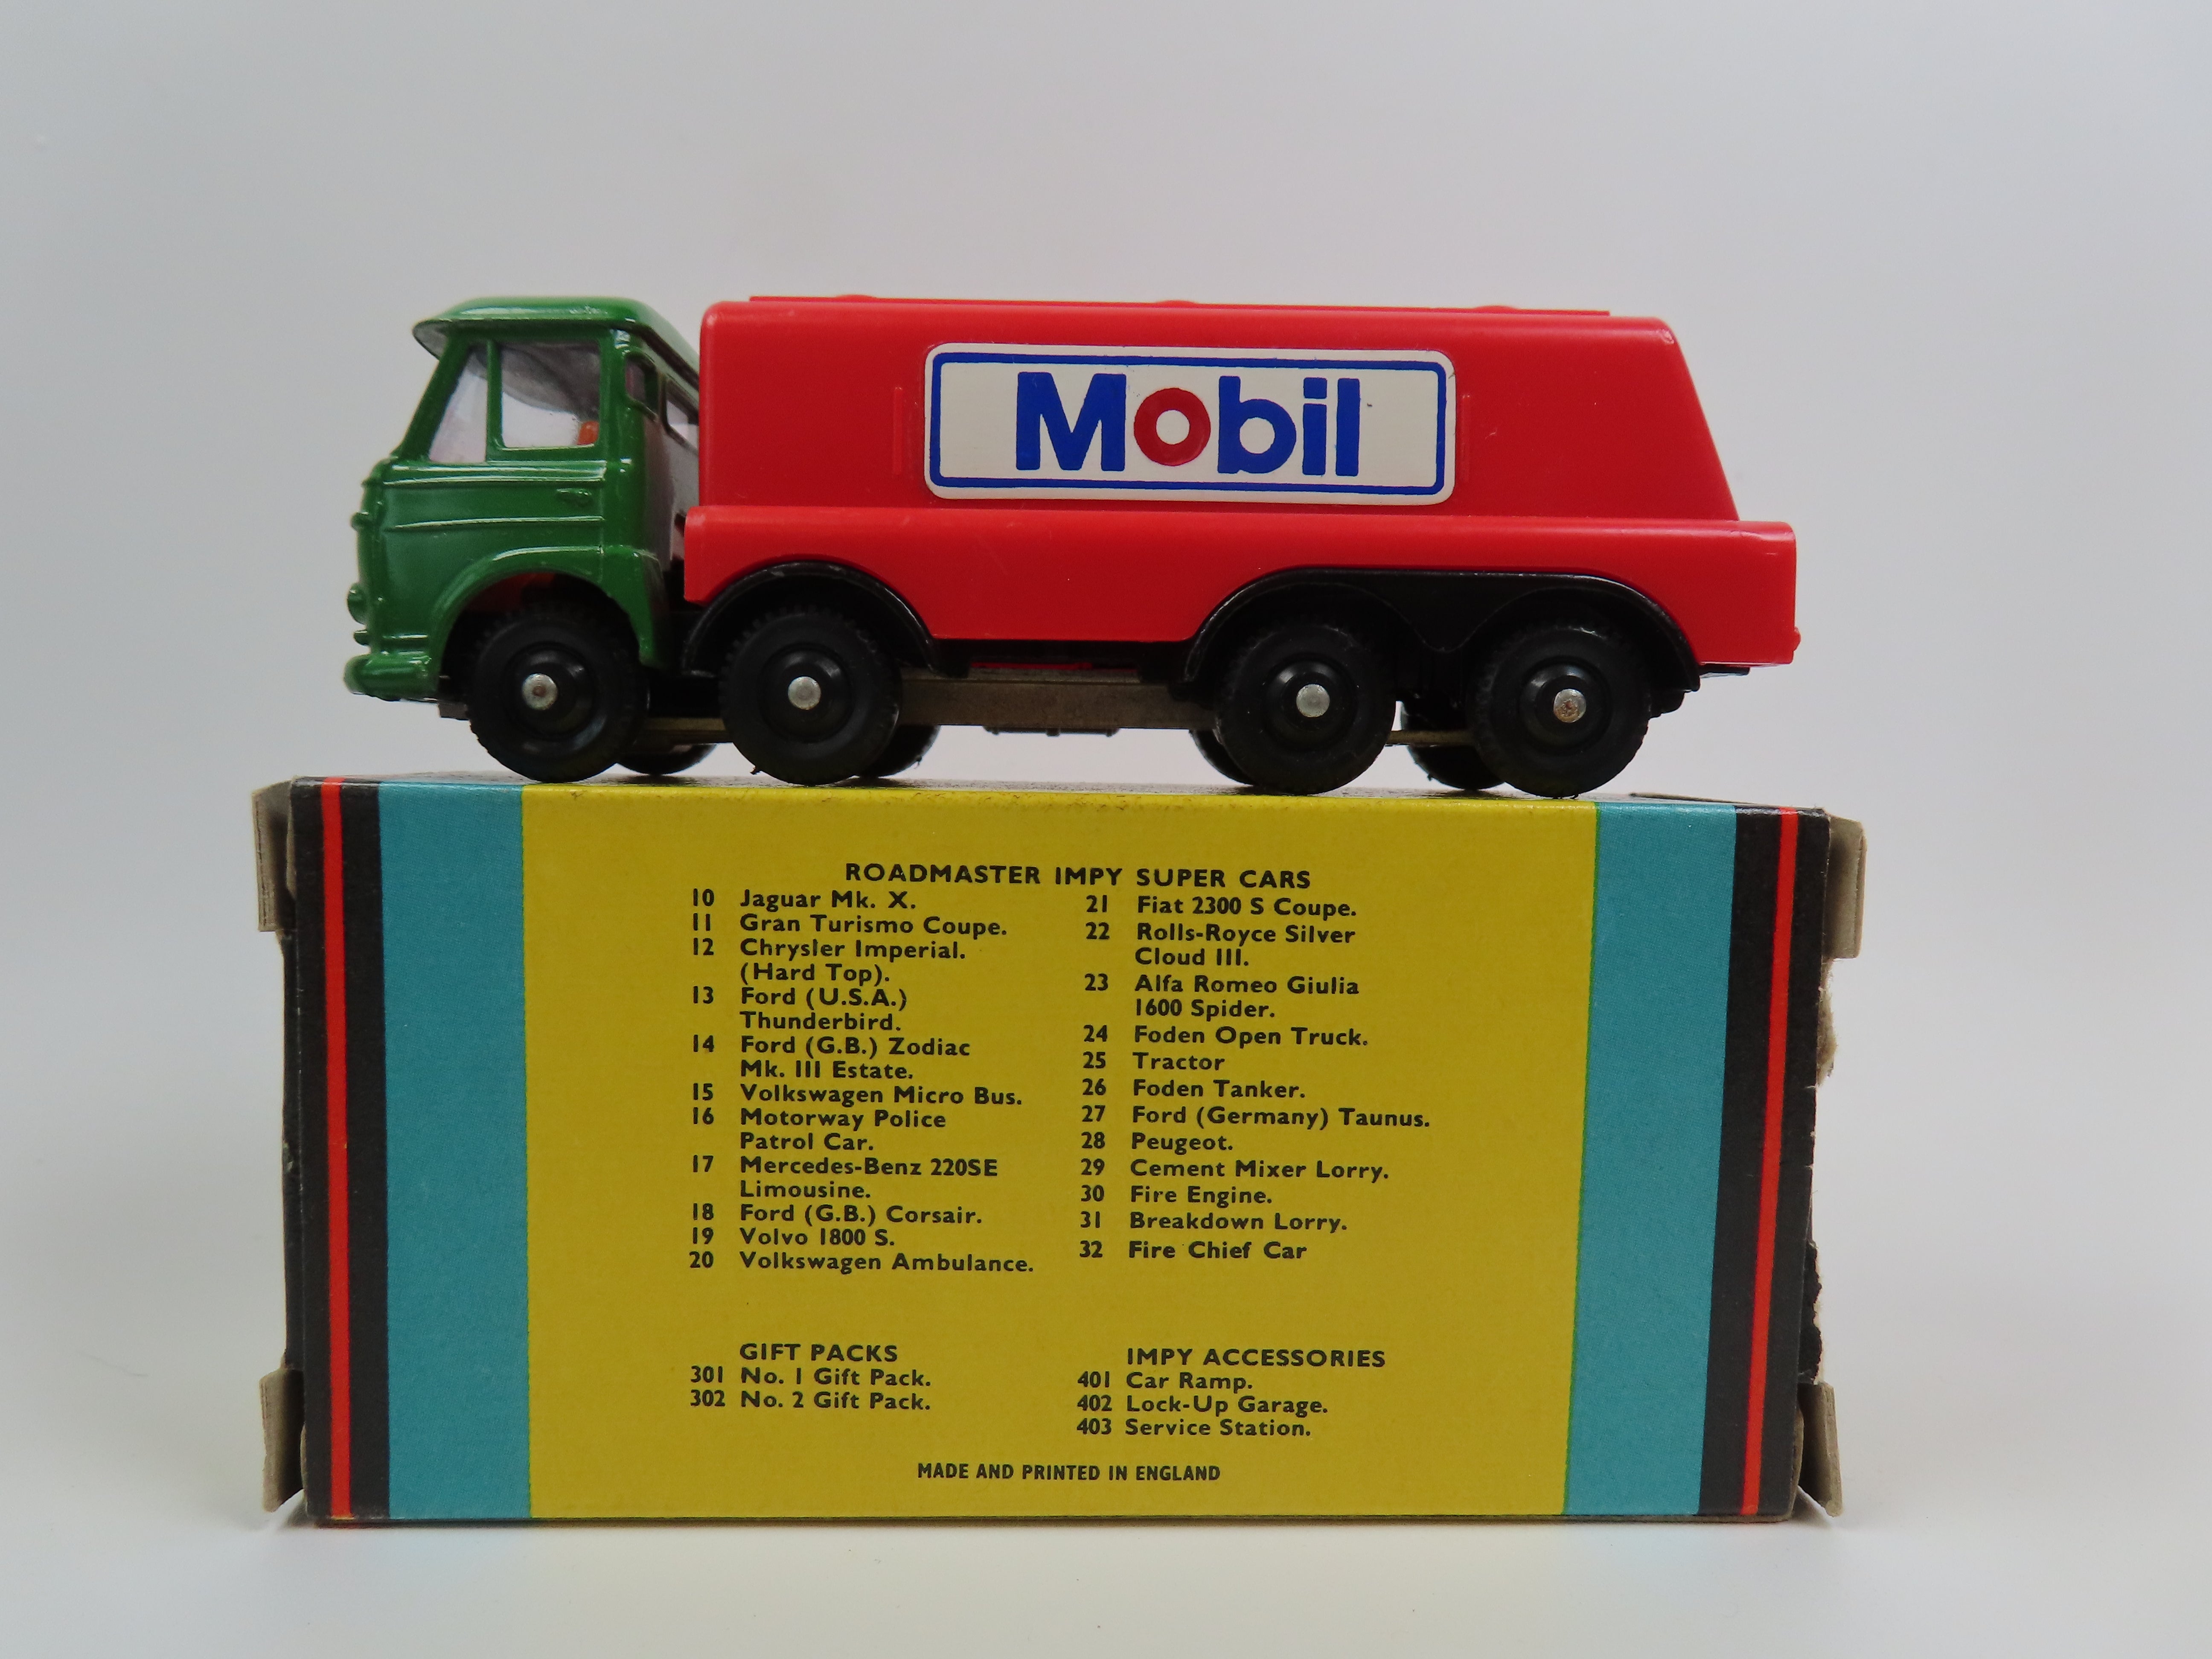 Mobil
ROADMASTER IMPY SUPER CARS
10 Jaguar Mk. X.
11 Gran Turismo Coupe.
12 Chrysler Imperial.
(Hard Top).
13 Ford (U.S.A.)
Thunderbird.
14 Ford (G.B.) Zodiac
Mk. III Estate.
15 Volkswagen Micro Bus.
16 Motorway Police
Patrol Car.
17 Mercedes-Benz 220SE
Limousine.
18 Ford (G.B.) Corsair.
19 Volvo 1800 S.
20 Volkswagen Ambulance.
21 Fiat 2300 S Coupe.
22 Rolls-Royce Silver
Cloud III.
23 Alfa Romeo Giulia
1600 Spider.
24 Foden Open Truck.
25 Tractor
26 Foden Tanker.
27 Ford (Germany) Taunus.
28 Peugeot.
29 Cement Mixer Lorry.
30 Fire Engine.
31 Breakdown Lorry.
32 Fire Chief Car
GIFT PACKS
301 No. 1 Gift Pack.
302 No. 2 Gift Pack.
IMPY ACCESSORIES
401 Car Ramp.
402 Lock-Up Garage.
403 Service Station.
MADE AND PRINTED IN ENGLAND